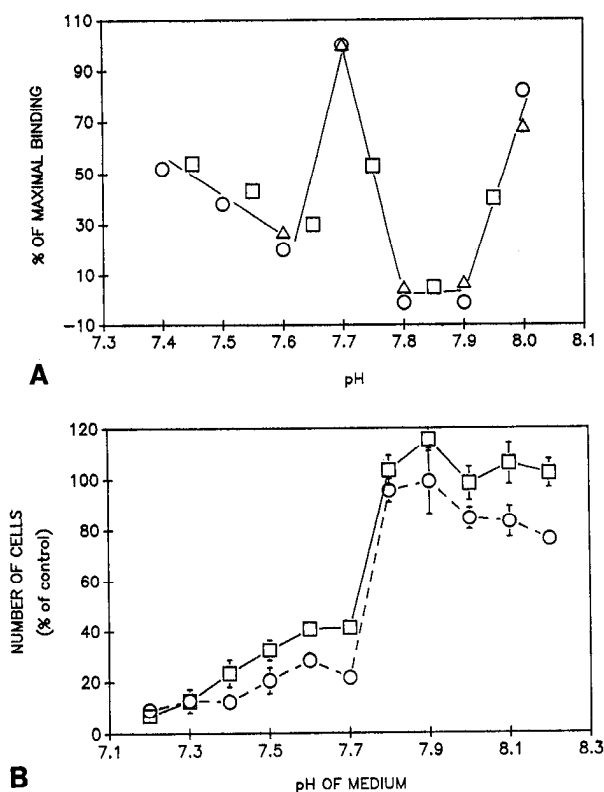 110
90
70
50
30
10
-10
% OF MAXIMAL BINDING
7.3 7.4 7.5 7.6 7.7 7.8 7.9 8.0 8.1
A
pH
120
100
80
60
40
20
0
NUMBER OF CELLS
(% of control)
7.1 7.3 7.5 7.7 7.9 8.1 8.3
B
pH OF MEDIUM